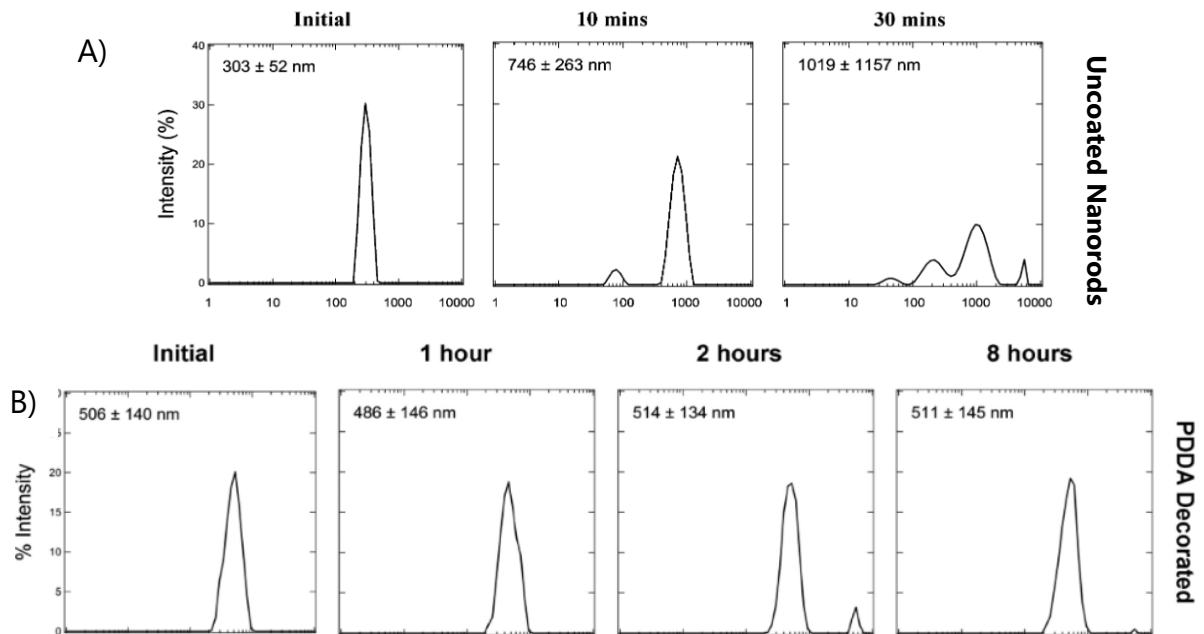 Initial 10 mins 30 mins
A)
40
30
20
10
0
Intensity (%)
303 ± 52 nm
746 ± 263 nm
1019 ± 1157 nm
1 10 100 1000 10000
1 10 100 1000 10000
1 10 100 1000 10000
Uncoated Nanorods
Initial 1 hour 2 hours 8 hours
B)
20
15
10
5
0
% Intensity
506 ± 140 nm
486 ± 146 nm
514 ± 134 nm
511 ± 145 nm
PDDA Decorated